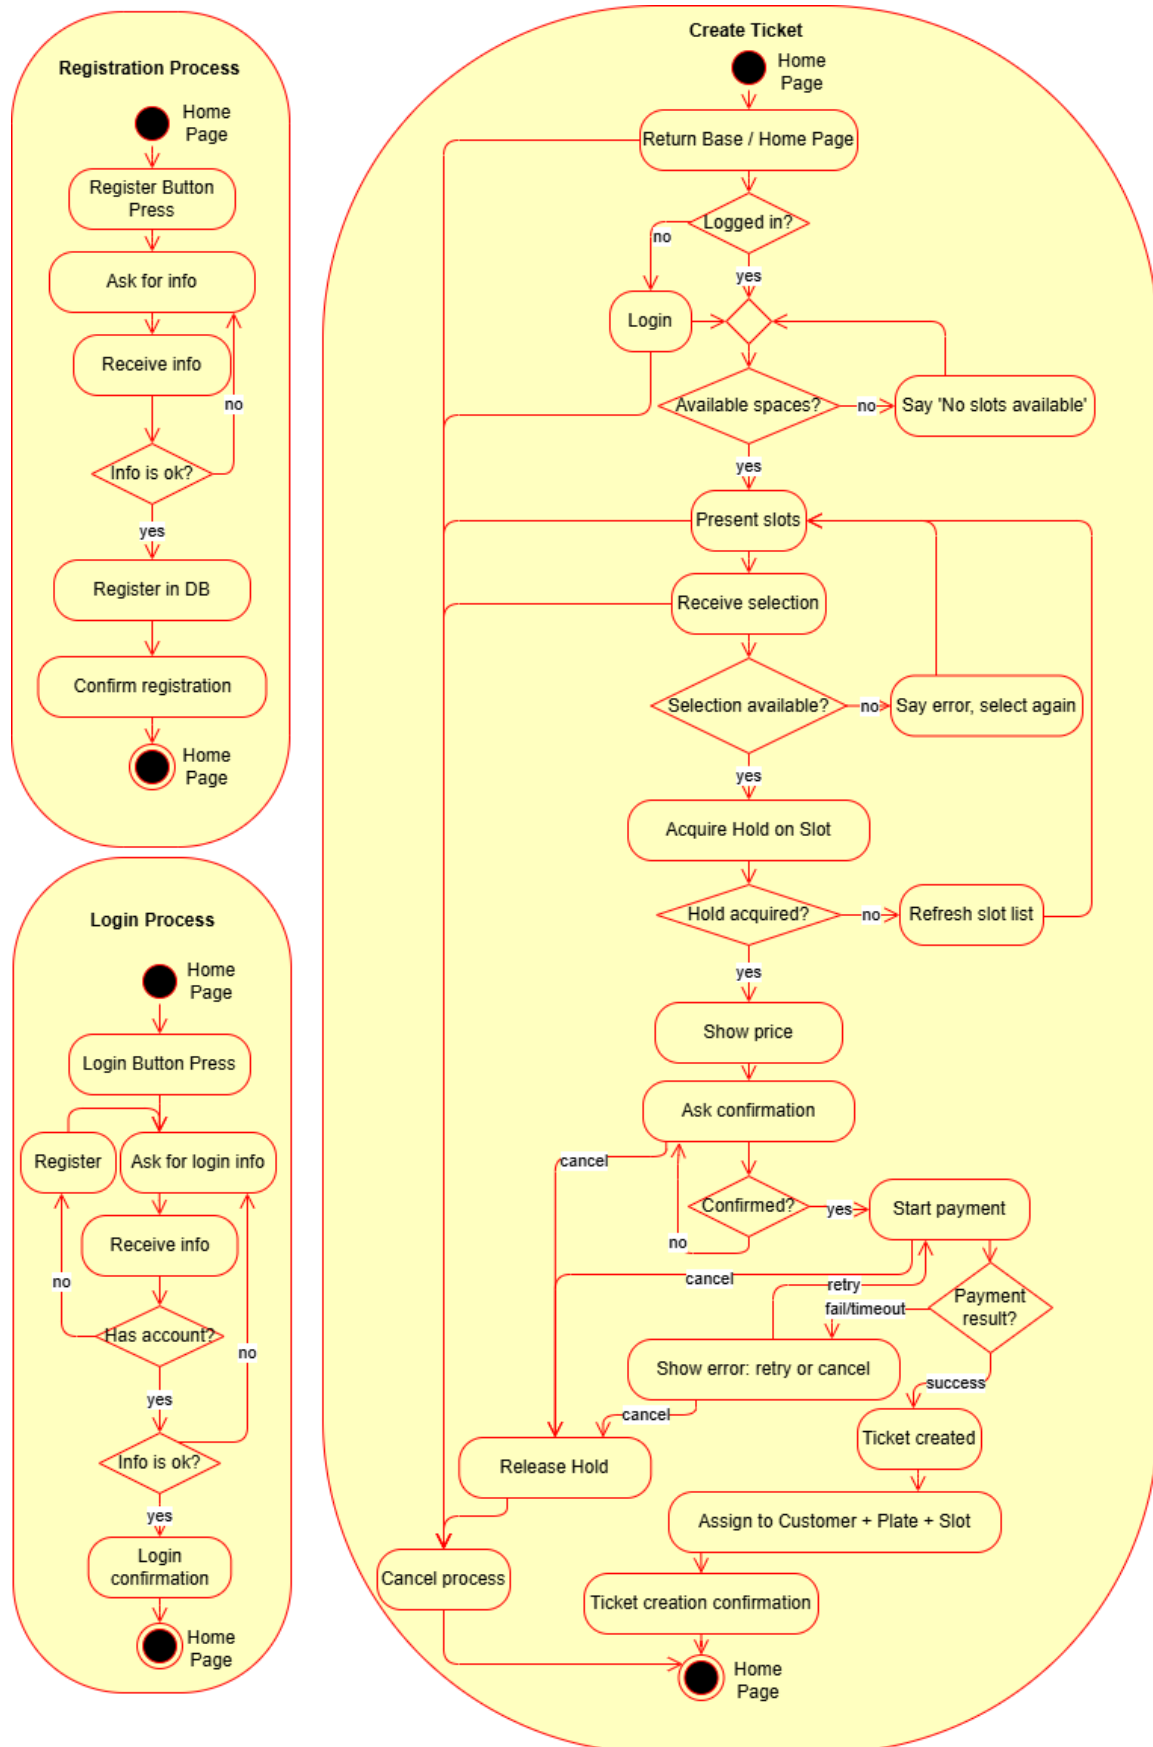 Registration Process
Home
Page
Register Button
Press
Ask for info
Receive info
no
Info is ok?
yes
Register in DB
Confirm registration
Home
Page
Login Process
Home
Page
Login Button Press
Register
Ask for login info
Receive info
no
Has account?
no
yes
Info is ok?
yes
Login
confirmation
Home
Page
Create Ticket
Home
Page
Return Base / Home Page
Logged in?
no
yes
Login
Available spaces?
no
Say 'No slots available'
yes
Present slots
Receive selection
Selection available?
no
Say error, select again
yes
Acquire Hold on Slot
Hold acquired?
no
Refresh slot list
yes
Show price
Ask confirmation
cancel
Confirmed?
yes
Start payment
no
cancel
retry
Payment
result?
fail/timeout
Show error: retry or cancel
success
cancel
Ticket created
Release Hold
Assign to Customer + Plate + Slot
Cancel process
Ticket creation confirmation
Home
Page